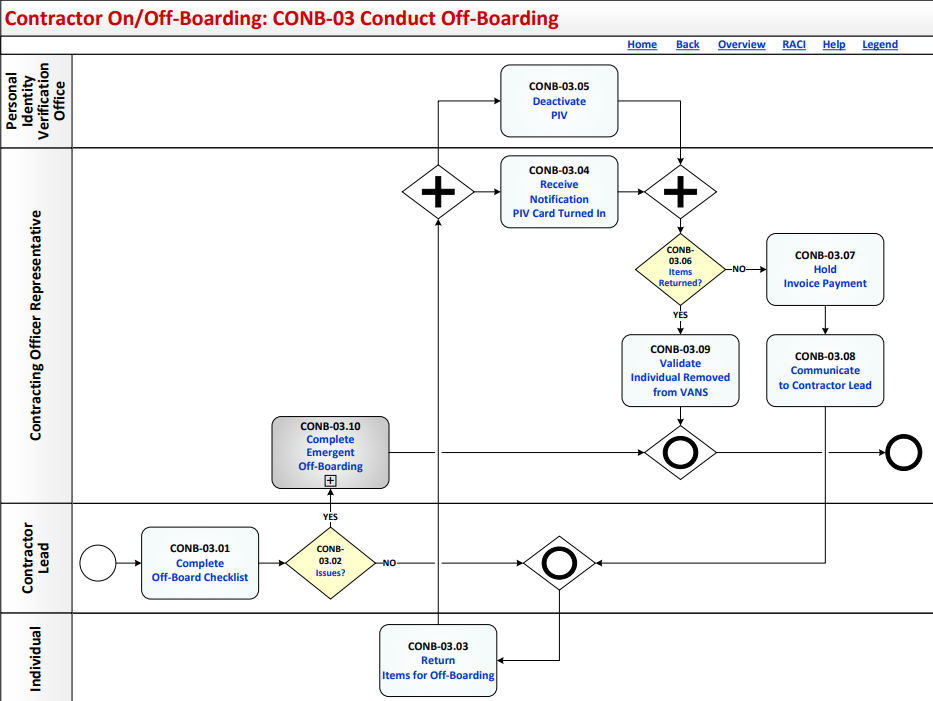 Contractor On/Off-Boarding: CONB-03 Conduct Off-Boarding
Home Back Overview RACI Help Legend
Personal
Identity
Verification
Office
CONB-03.05
Deactivate
PIV
Contracting Officer Representative
CONB-03.04
Receive
Notification
PIV Card Turned In
CONB-
03.06
Items
Returned?
NO
CONB-03.07
Hold
Invoice Payment
YES
CONB-03.09
Validate
Individual Removed
from VANS
CONB-03.08
Communicate
to Contractor Lead
CONB-03.10
Complete
Emergent
Off-Boarding
YES
Contractor
Lead
CONB-03.01
Complete
Off-Board Checklist
CONB-
03.02
Issues?
NO
Individual
CONB-03.03
Return
Items for Off-Boarding